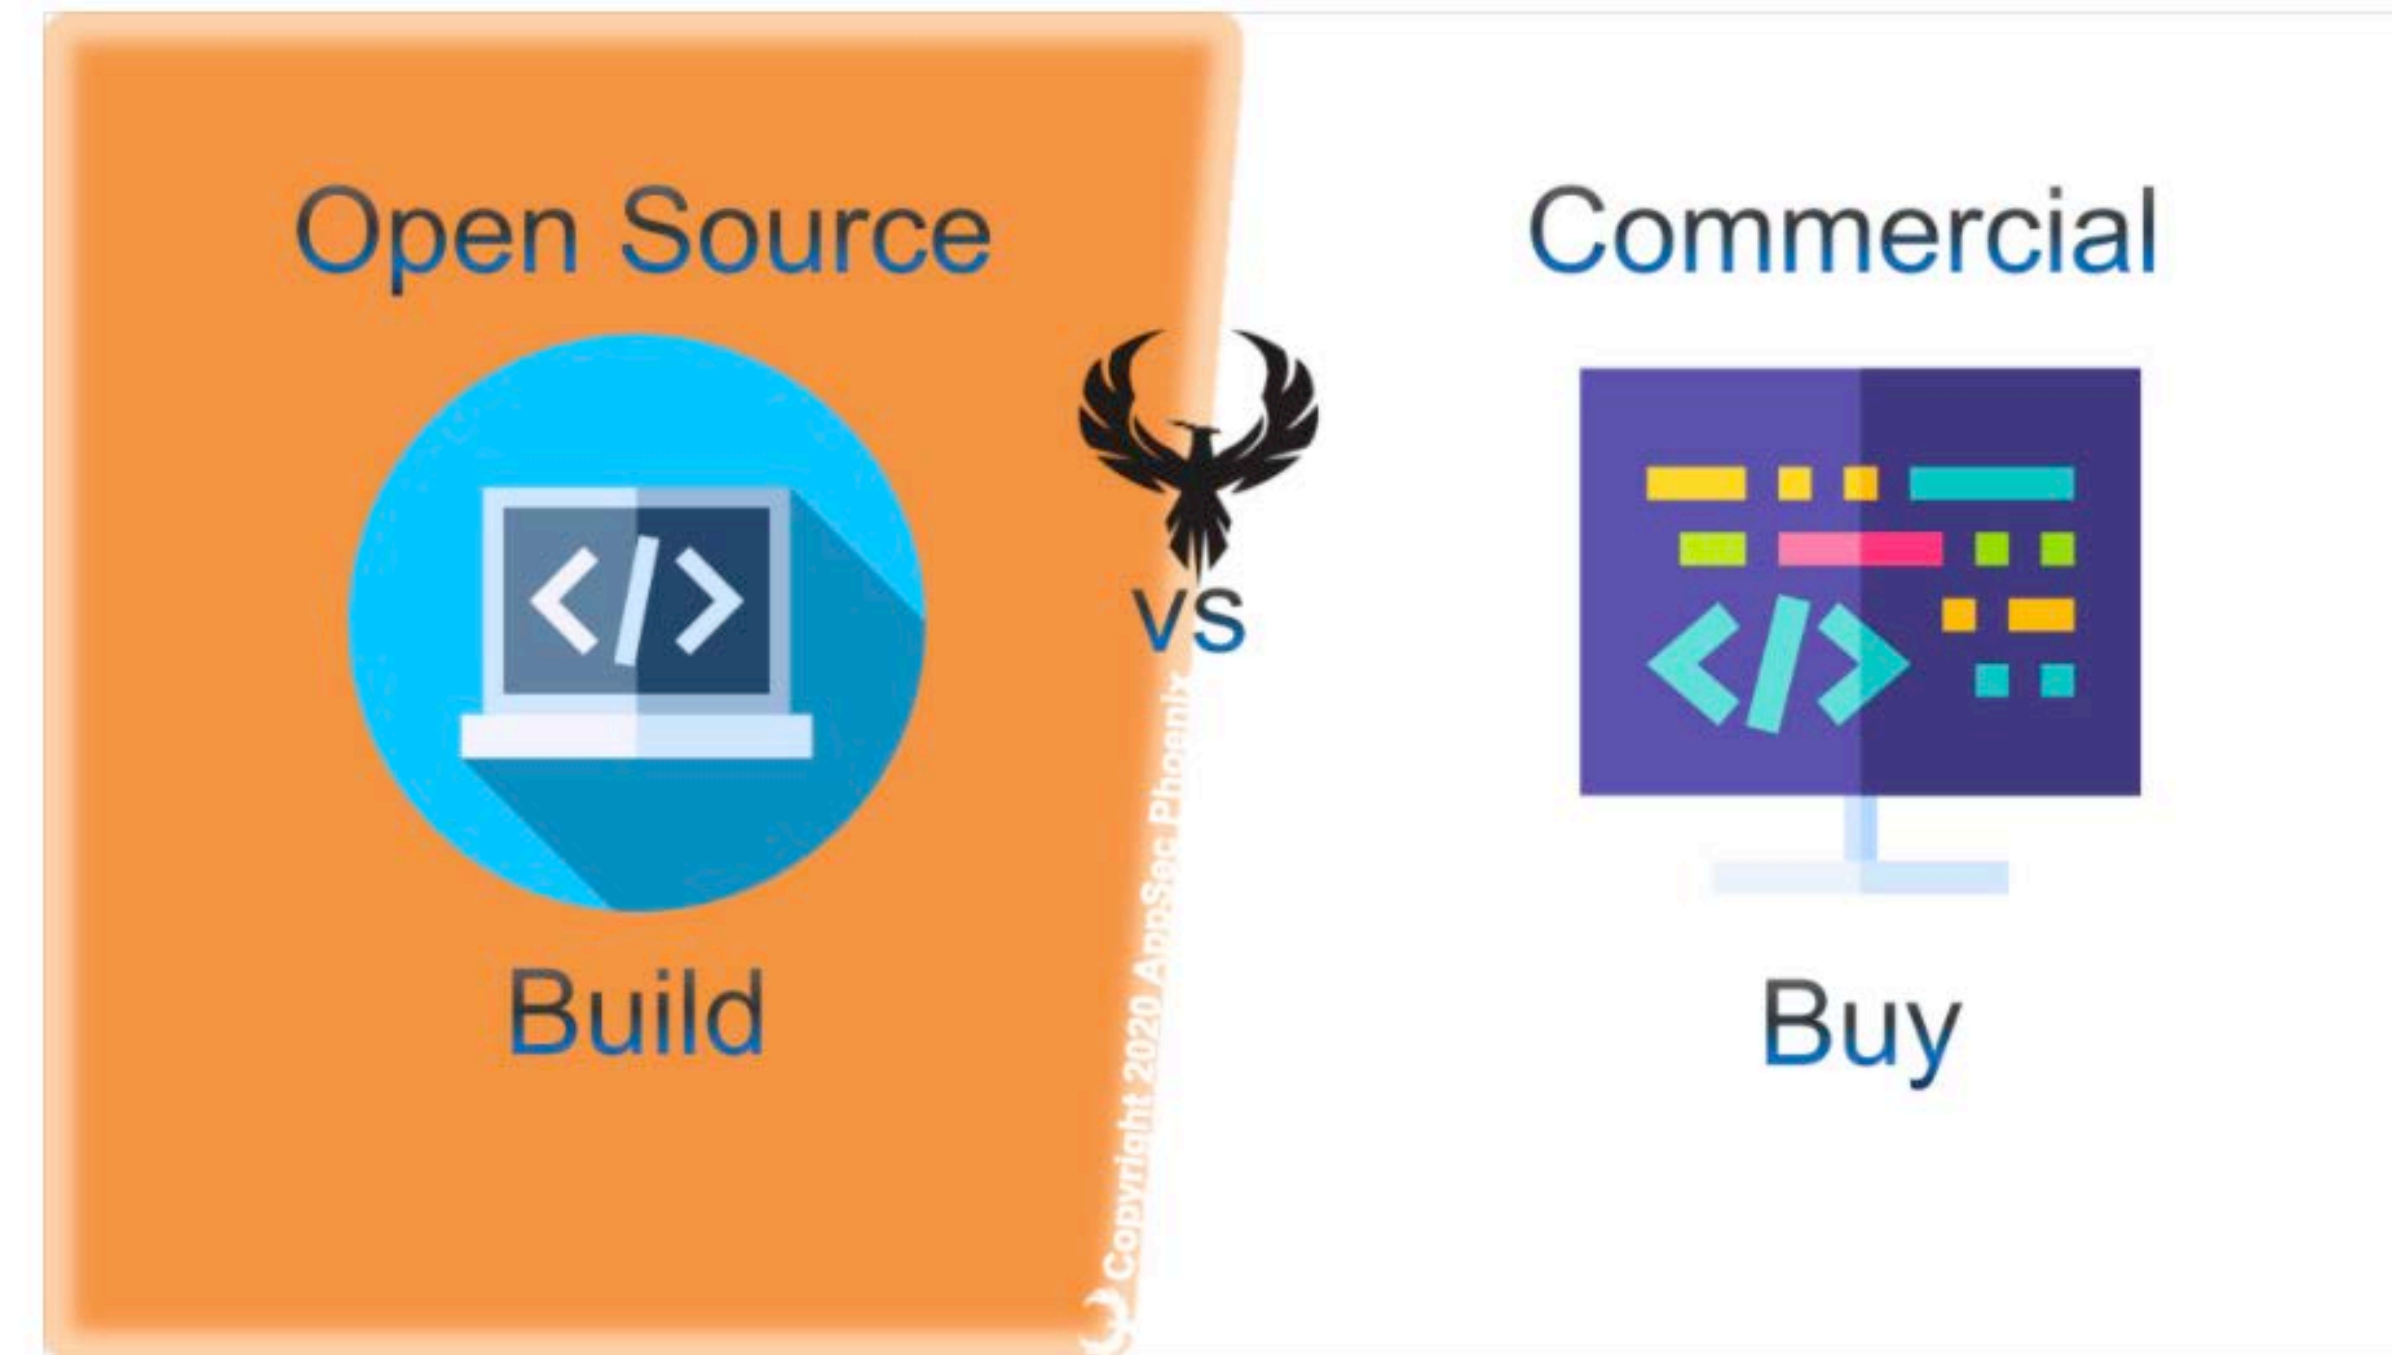 Open Source
Build
vs
Commercial
Buy
</>
</>
Copyright 2020 AppSec Phoenix